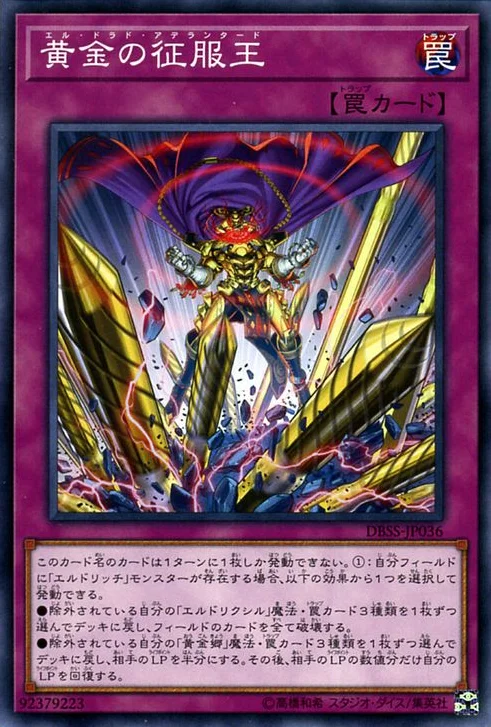 エル・ドラド・アデランタード
黄金の征服王
トラップ
罠
トラップ
【罠カード】
DBSS-JP036
このカード名のカードは1ターンに1枚しか発動できない。①:自分フィールド
に「エルドリッチ」モンスターが存在する場合、以下の効果から1つを選択して
発動できる。
●除外されている自分の「エルドリクシル」魔法・罠カード3種類を1枚ずつ
選んでデッキに戻し、フィールドのカードを全て破壊する。
●除外されている自分の「黄金郷」魔法・罠カード3種類を1枚ずつ選んで
デッキに戻し、相手のLPを半分にする。その後、相手のLPの数値分だけ自分の
LPを回復する。
92379223
©高橋和希 スタジオ・ダイス/集英社